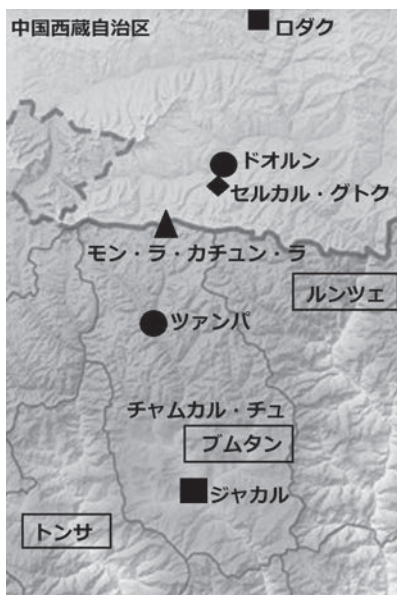 中国西蔵自治区
ロダク
ドオルン
セルカル・グトク
モン・ラ・カチュン・ラ
ルンツェ
ツァンパ
チャムカル・チュ
ブムタン
ジャカル
トンサ